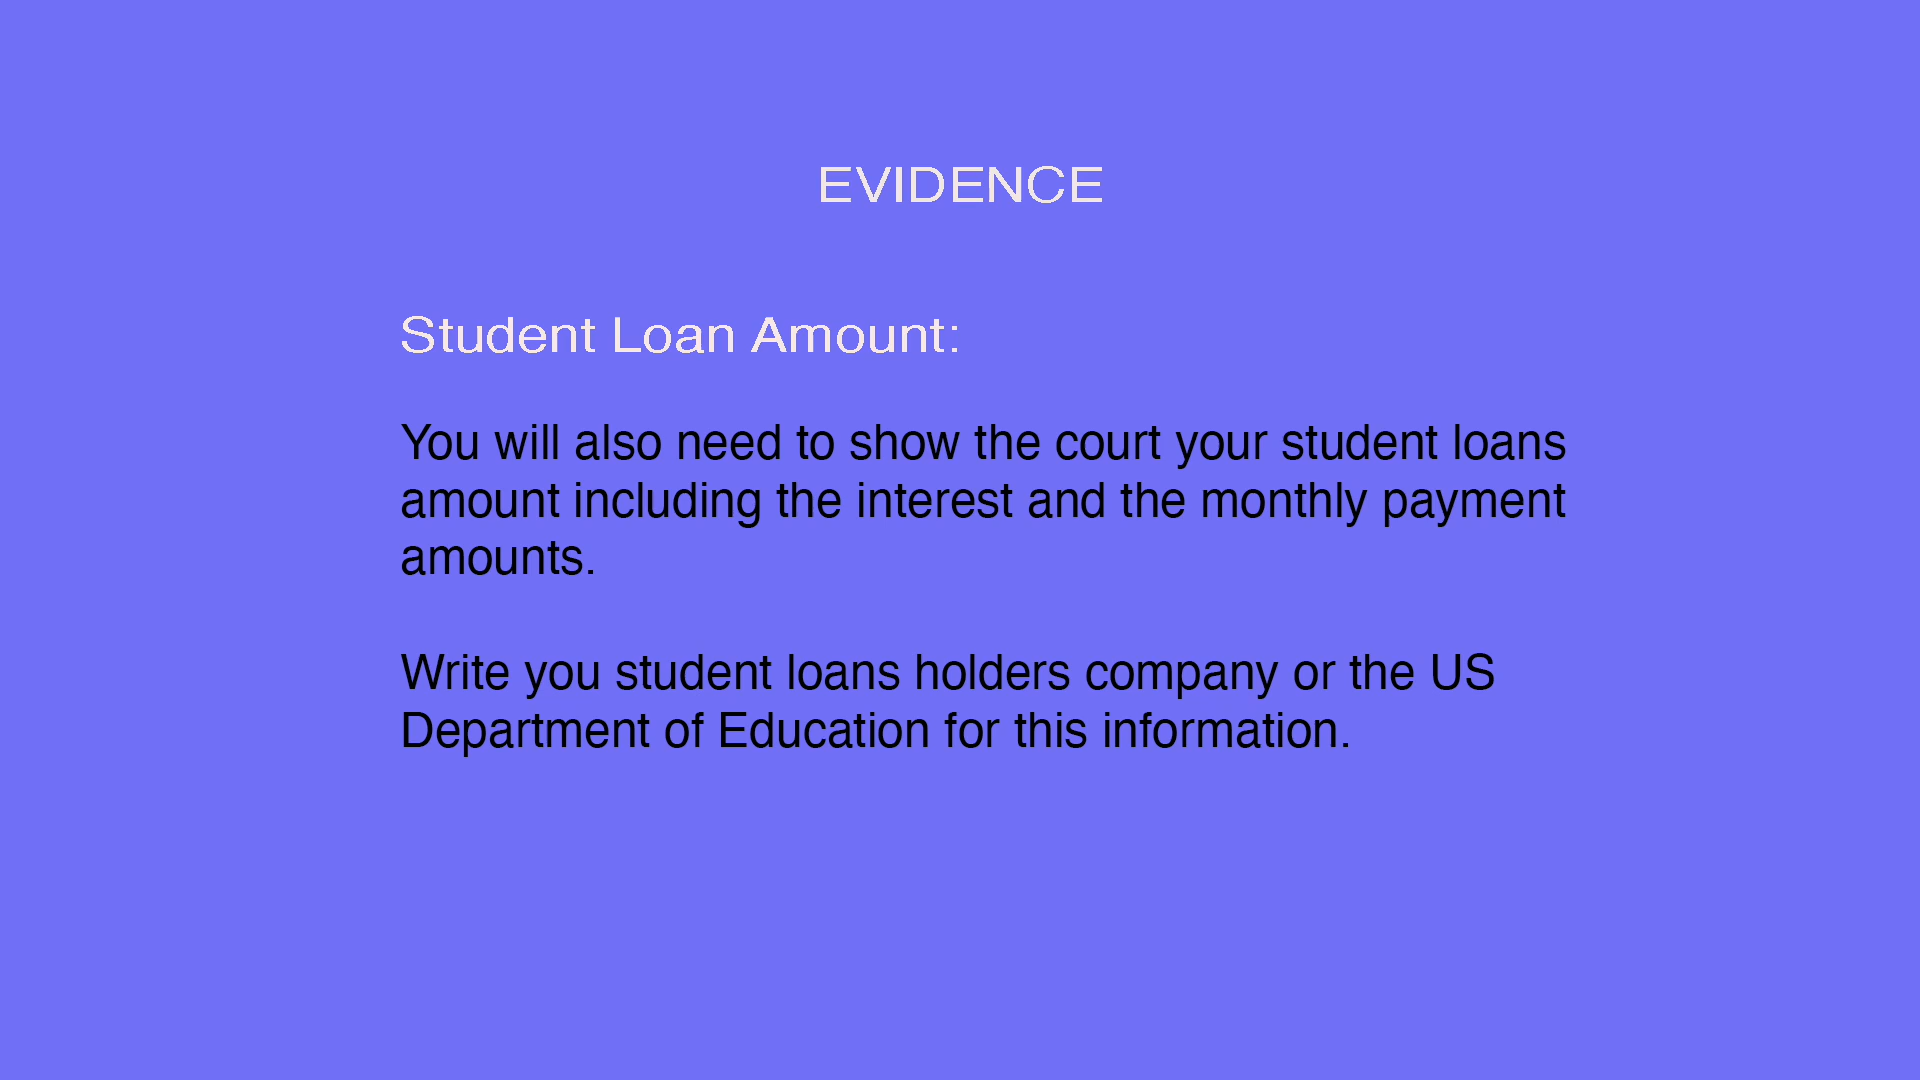 EVIDENCE
Student Loan Amount:
You will also need to show the court your student loans
amount including the interest and the monthly payment
amounts.
Write you student loans holders company or the US
Department of Education for this information.